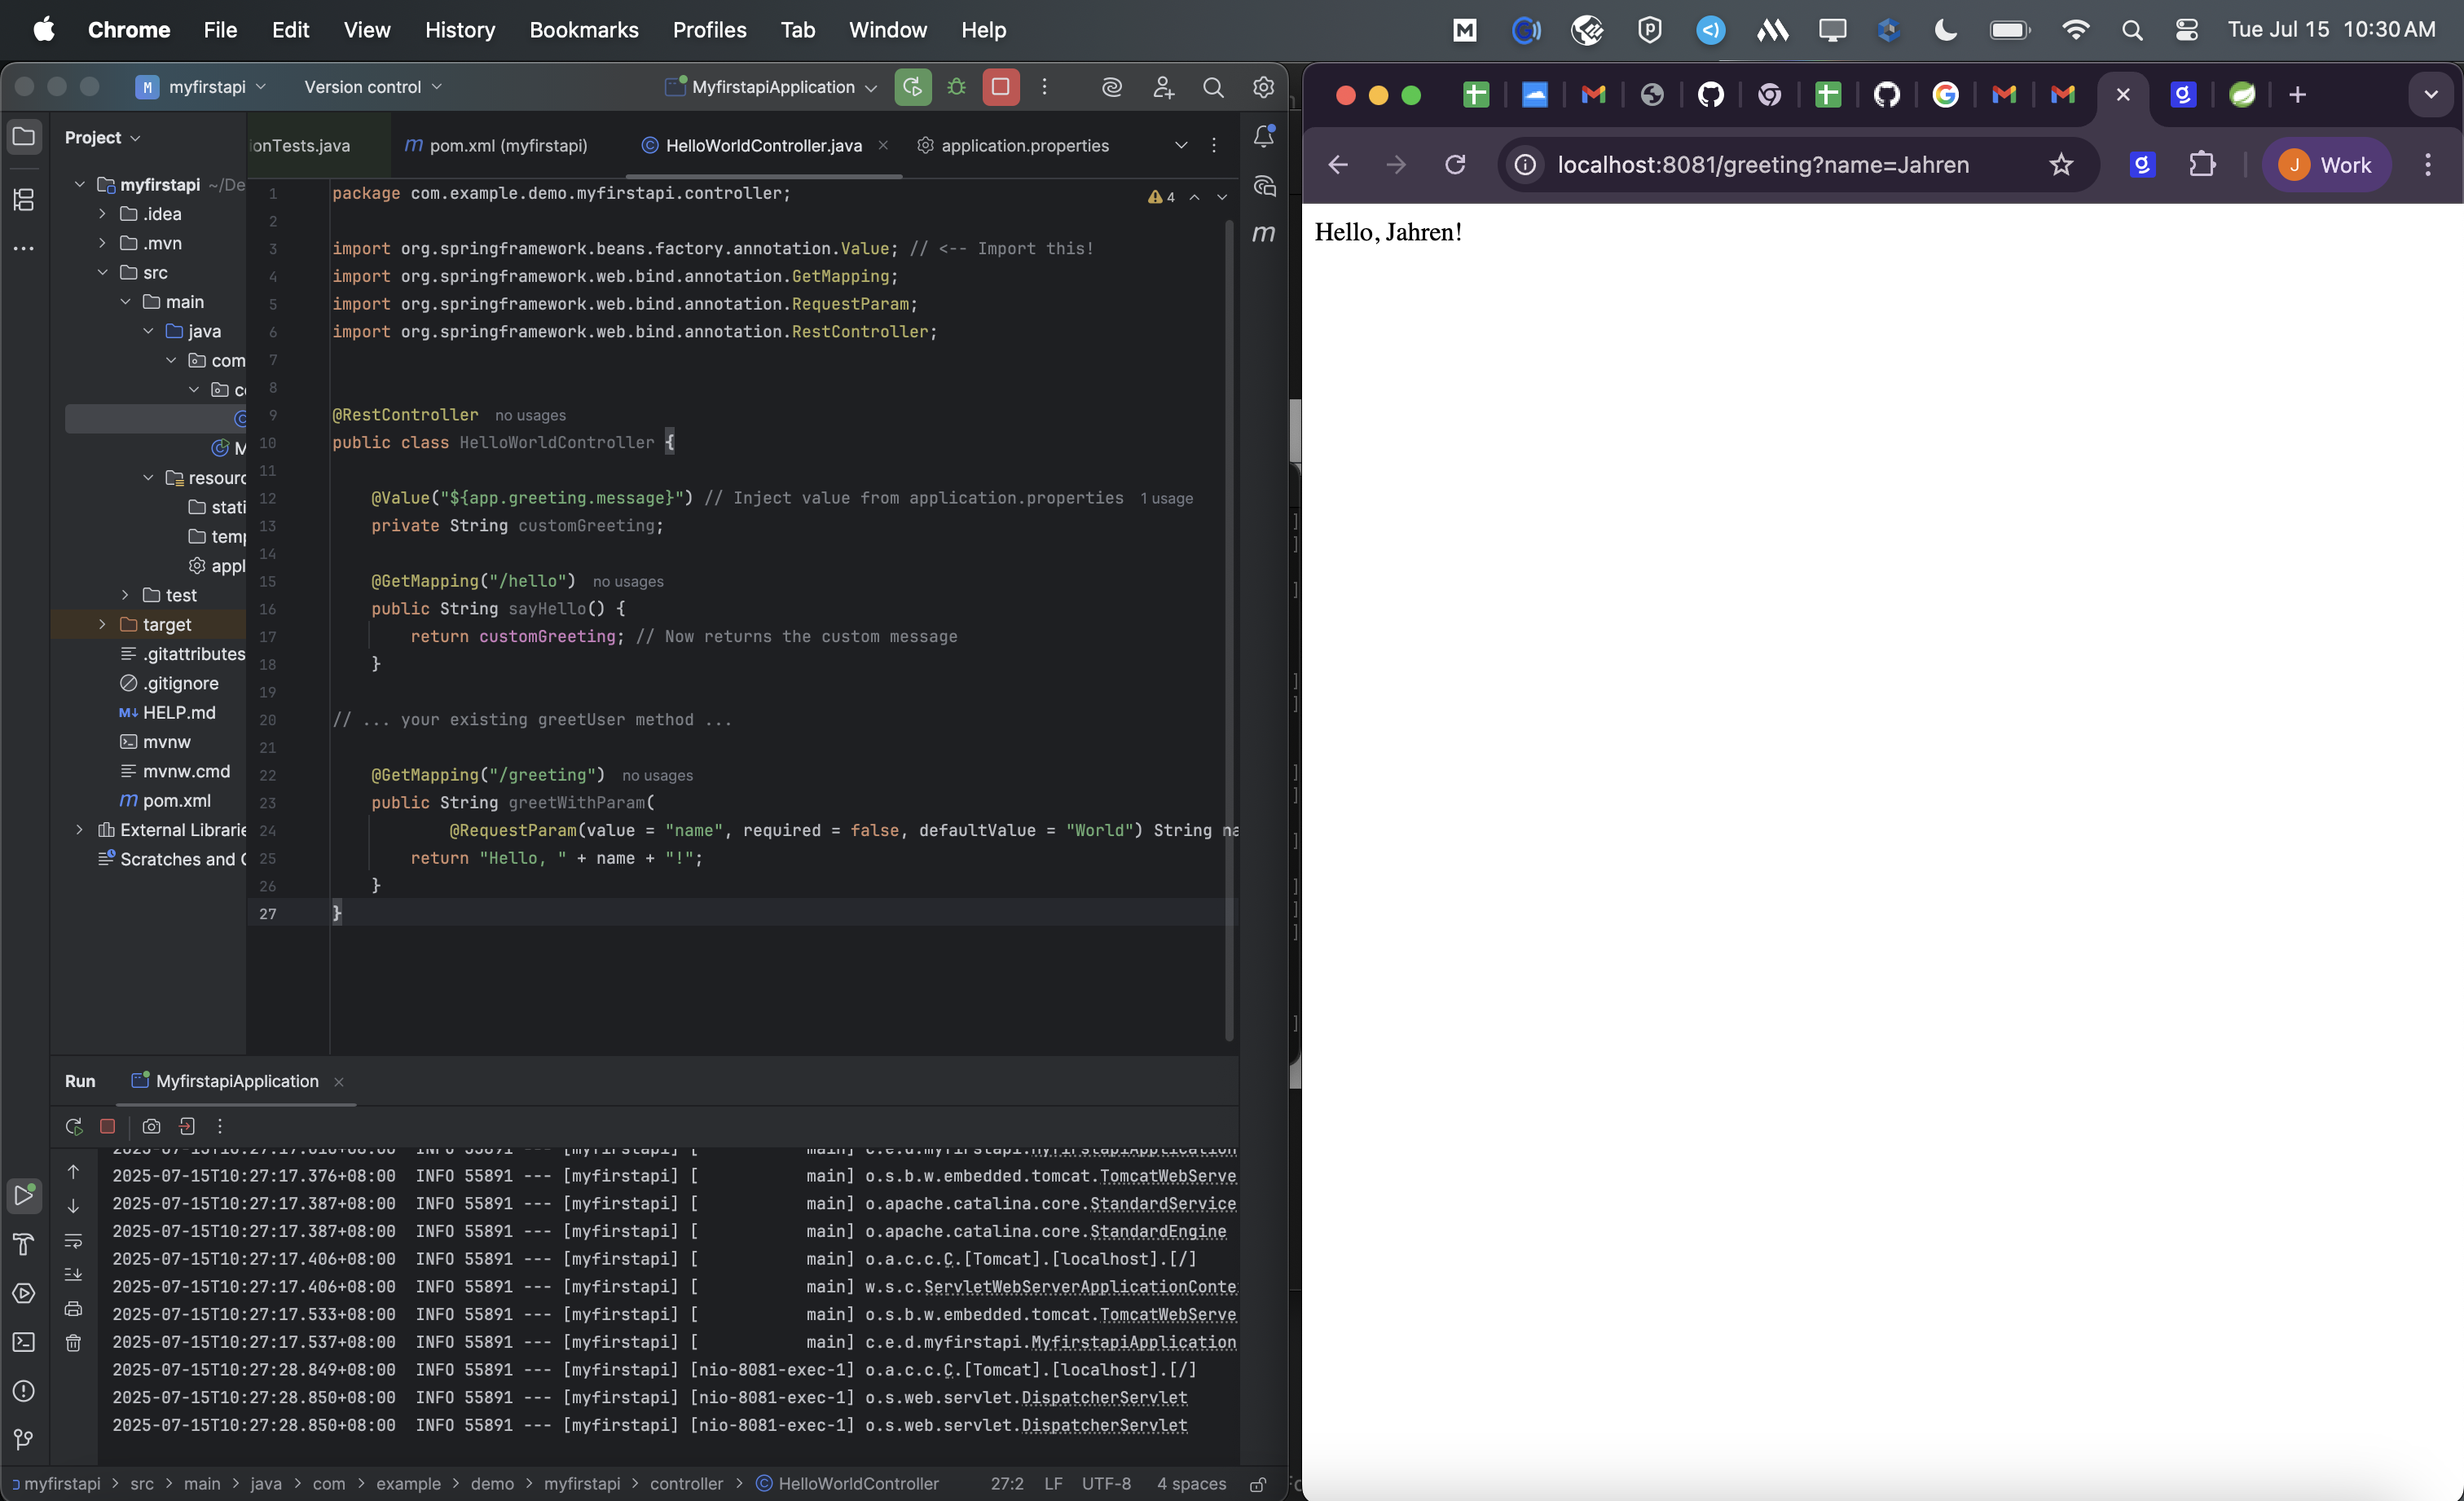 Chrome File Edit View History Bookmarks Profiles Tab Window Help Tue Jul 15 10:30 AM
M myfirstapi Version control MyfirstapiApplication
Project
myfirstapi ~/De
.idea
.mvn
src
main
java
com
resourc
stati
temp
appl
test
target
.gitattributes
.gitignore
M↓ HELP.md
mvnw
mvnw.cmd
m pom.xml
External Librarie
Scratches and C
ionTests.java m pom.xml (myfirstapi) HelloWorldController.java application.properties
4
1 package com.example.demo.myfirstapi.controller;
2
3 import org.springframework.beans.factory.annotation.Value; // <-- Import this!
4 import org.springframework.web.bind.annotation.GetMapping;
5 import org.springframework.web.bind.annotation.RequestParam;
6 import org.springframework.web.bind.annotation.RestController;
7
8
9 @RestController no usages
10 public class HelloWorldController {
11
12 @Value("${app.greeting.message}") // Inject value from application.properties 1 usage
13 private String customGreeting;
14
15 @GetMapping("/hello") no usages
16 public String sayHello() {
17 return customGreeting; // Now returns the custom message
18 }
19
20 // ... your existing greetUser method ...
21
22 @GetMapping("/greeting") no usages
23 public String greetWithParam(
24 @RequestParam(value = "name", required = false, defaultValue = "World") String na
25 return "Hello, " + name + "!";
26 }
27 }
Run MyfirstapiApplication
2025-07-15T10:27:17.376+08:00 INFO 55891 --- [myfirstapi] [ main] o.s.b.w.embedded.tomcat.TomcatWebServe
2025-07-15T10:27:17.387+08:00 INFO 55891 --- [myfirstapi] [ main] o.apache.catalina.core.StandardService
2025-07-15T10:27:17.387+08:00 INFO 55891 --- [myfirstapi] [ main] o.apache.catalina.core.StandardEngine
2025-07-15T10:27:17.406+08:00 INFO 55891 --- [myfirstapi] [ main] o.a.c.c.C.[Tomcat].[localhost].[/]
2025-07-15T10:27:17.406+08:00 INFO 55891 --- [myfirstapi] [ main] w.s.c.ServletWebServerApplicationConte
2025-07-15T10:27:17.533+08:00 INFO 55891 --- [myfirstapi] [ main] o.s.b.w.embedded.tomcat.TomcatWebServe
2025-07-15T10:27:17.537+08:00 INFO 55891 --- [myfirstapi] [ main] c.e.d.myfirstapi.MyfirstapiApplication
2025-07-15T10:27:28.849+08:00 INFO 55891 --- [myfirstapi] [nio-8081-exec-1] o.a.c.c.C.[Tomcat].[localhost].[/]
2025-07-15T10:27:28.850+08:00 INFO 55891 --- [myfirstapi] [nio-8081-exec-1] o.s.web.servlet.DispatcherServlet
2025-07-15T10:27:28.850+08:00 INFO 55891 --- [myfirstapi] [nio-8081-exec-1] o.s.web.servlet.DispatcherServlet
myfirstapi > src > main > java > com > example > demo > myfirstapi > controller > HelloWorldController 27:2 LF UTF-8 4 spaces
localhost:8081/greeting?name=Jahren J Work
Hello, Jahren!